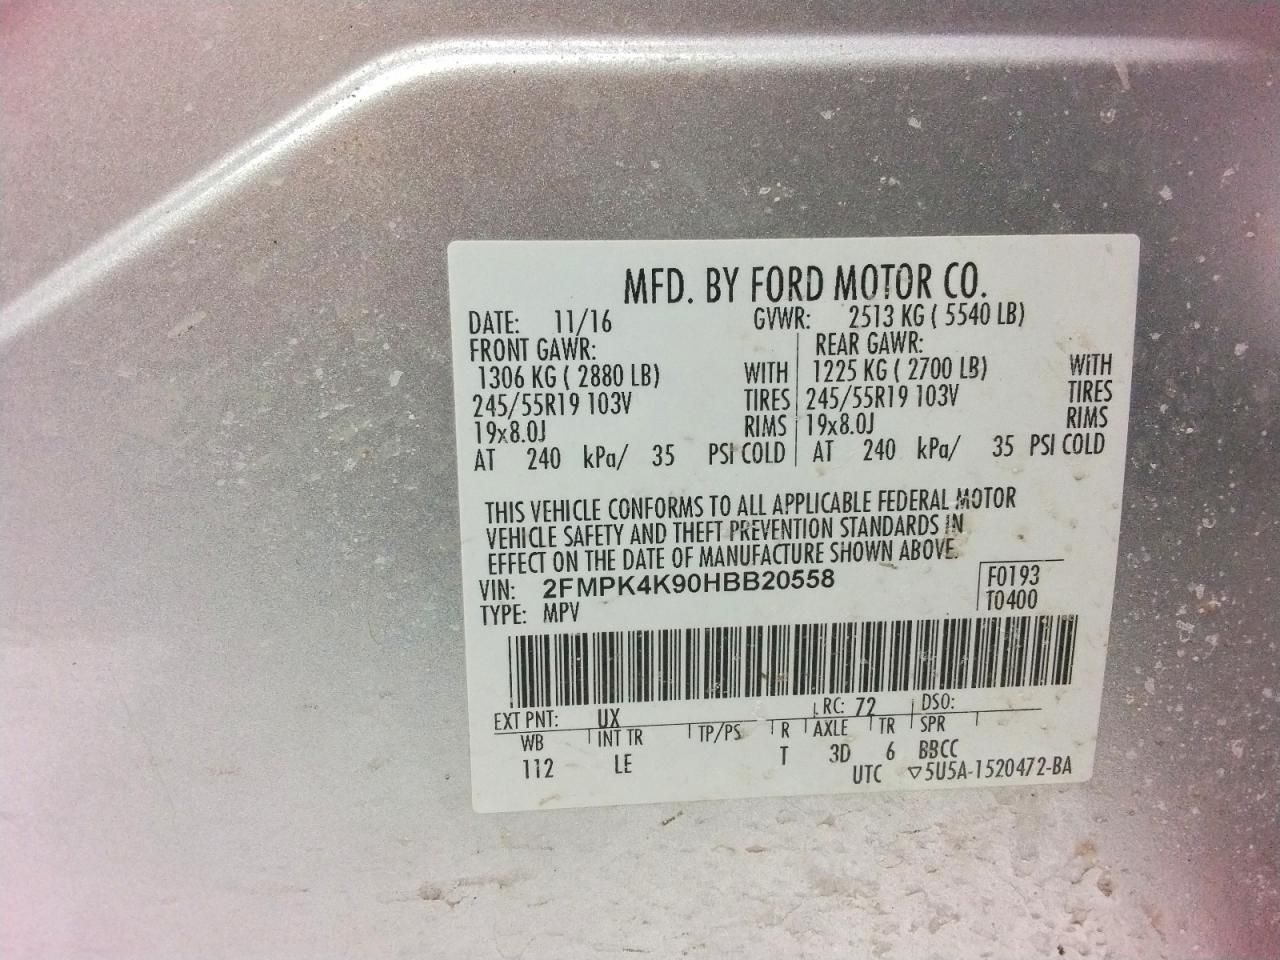 MFD. BY FORD MOTOR CO.
DATE: 11/16 GVWR: 2513 KG ( 5540 LB)
FRONT GAWR: REAR GAWR:
1306 KG ( 2880 LB) WITH 1225 KG ( 2700 LB) WITH
245/55R19 103V TIRES 245/55R19 103V TIRES
19x8.0J RIMS 19x8.0J RIMS
AT 240 kPa/ 35 PSI COLD AT 240 kPa/ 35 PSI COLD
THIS VEHICLE CONFORMS TO ALL APPLICABLE FEDERAL MOTOR
VEHICLE SAFETY AND THEFT PREVENTION STANDARDS IN
EFFECT ON THE DATE OF MANUFACTURE SHOWN ABOVE.
VIN: 2FMPK4K90HBB20558 F0193
TYPE: MPV T0400
EXT PNT: UX RC: 72 DSO:
WB INT TR TP/PS R AXLE TR SPR
112 LE T 3D 6 BBCC
UTC ▽5U5A-1520472-BA